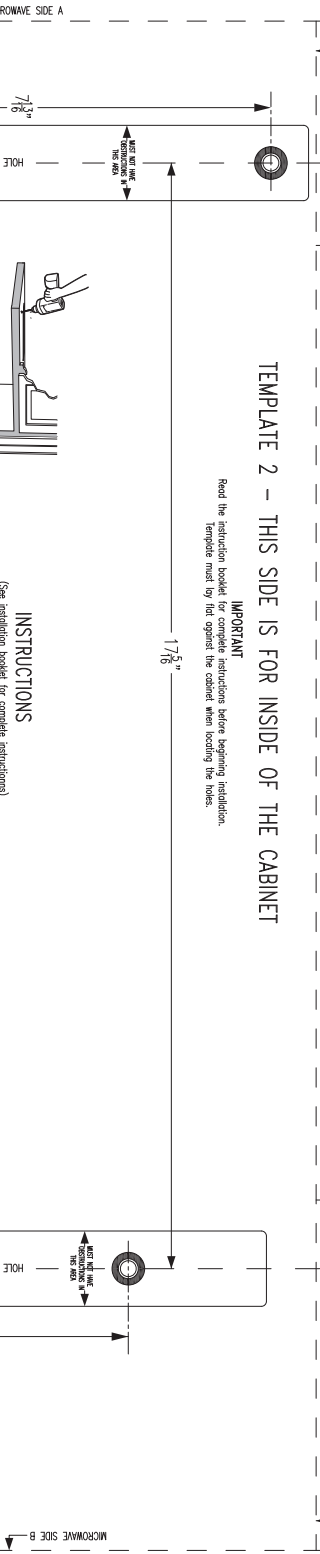 ROWAVE SIDE A
7 13/16"
HOLE
MUST NOT HAVE
OBSTRUCTIONS IN
THIS AREA
TEMPLATE 2 - THIS SIDE IS FOR INSIDE OF THE CABINET
IMPORTANT
Read the instruction booklet for complete instructions before beginning installation.
Template must lay flat against the cabinet when locating the holes.
17 5/16"
INSTRUCTIONS
(See installation booklet for complete instructionns)
HOLE
MUST NOT HAVE
OBSTRUCTIONS IN
THIS AREA
MICROWAVE SIDE B